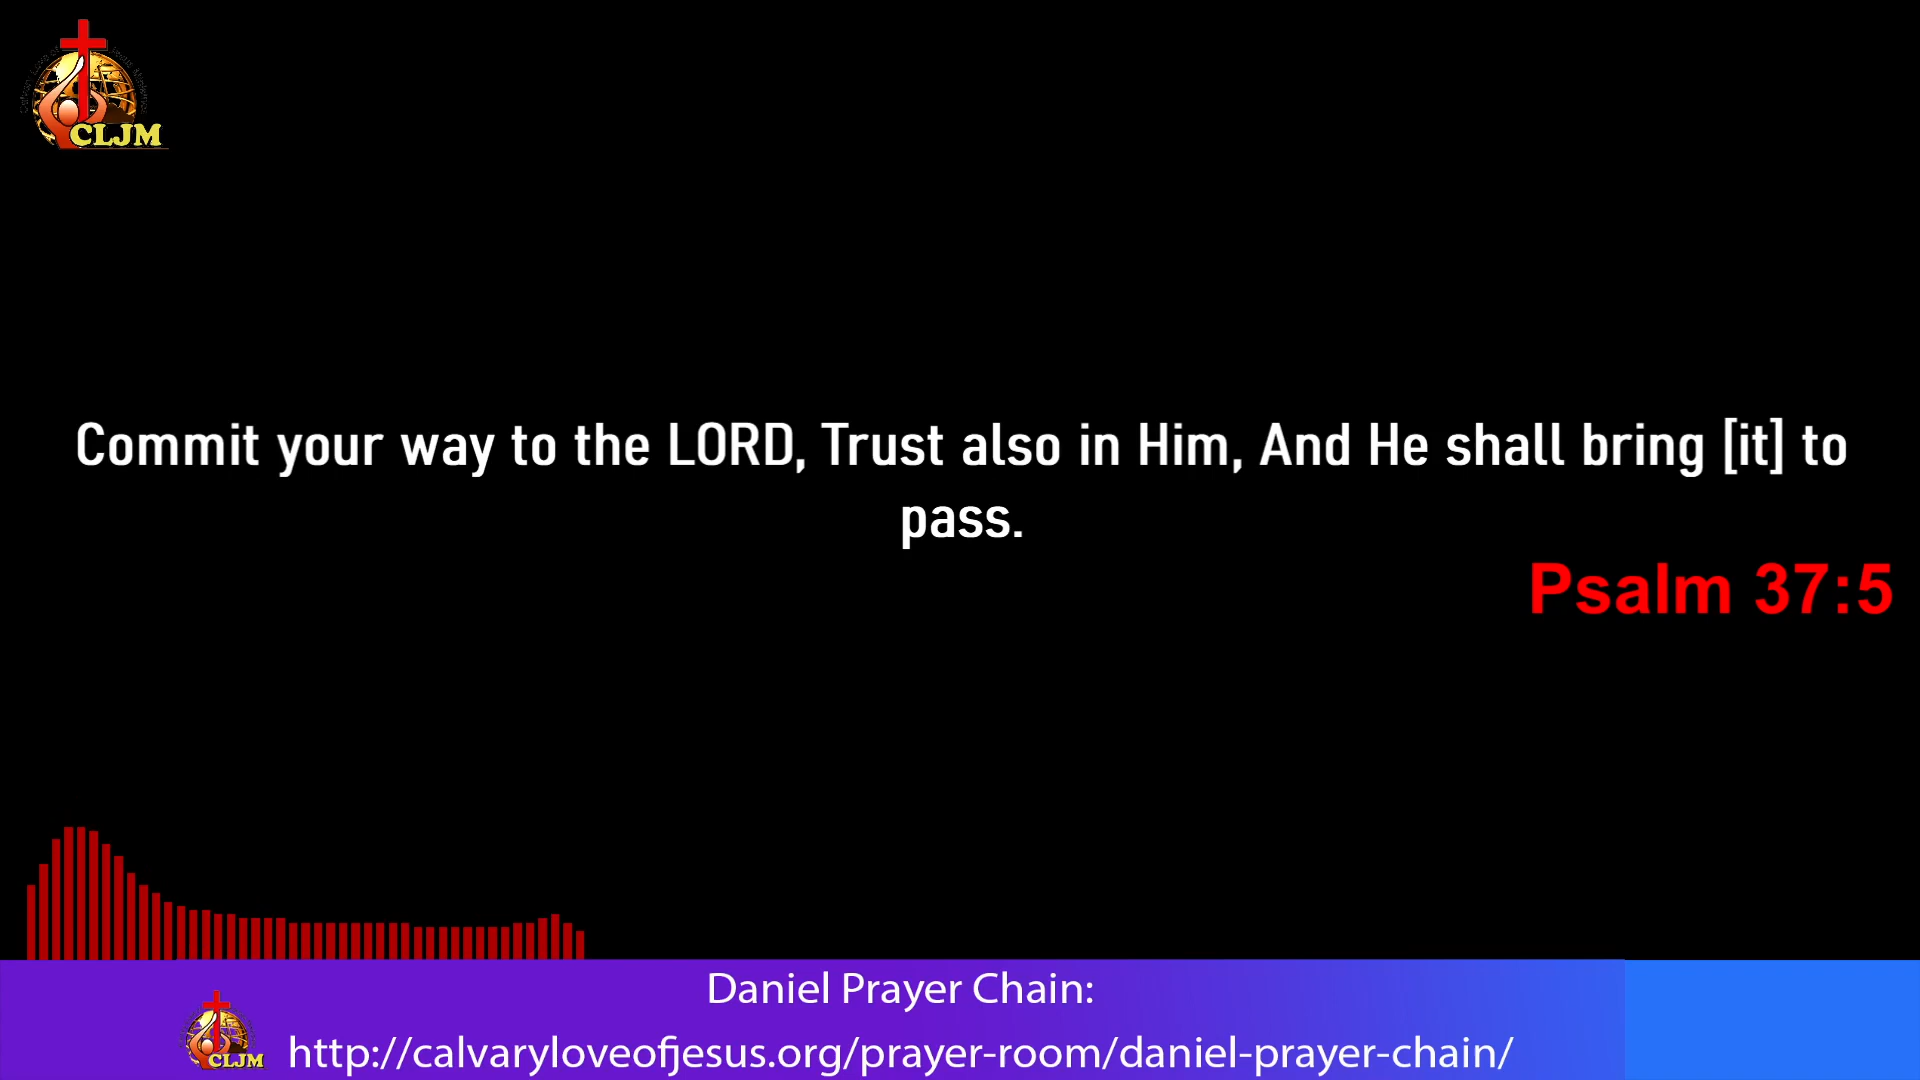 CLJM
Commit your way to the LORD, Trust also in Him, And He shall bring [it] to
pass.
Psalm 37:5
Daniel Prayer Chain:
CLJM
http://calvaryloveofjesus.org/prayer-room/daniel-prayer-chain/